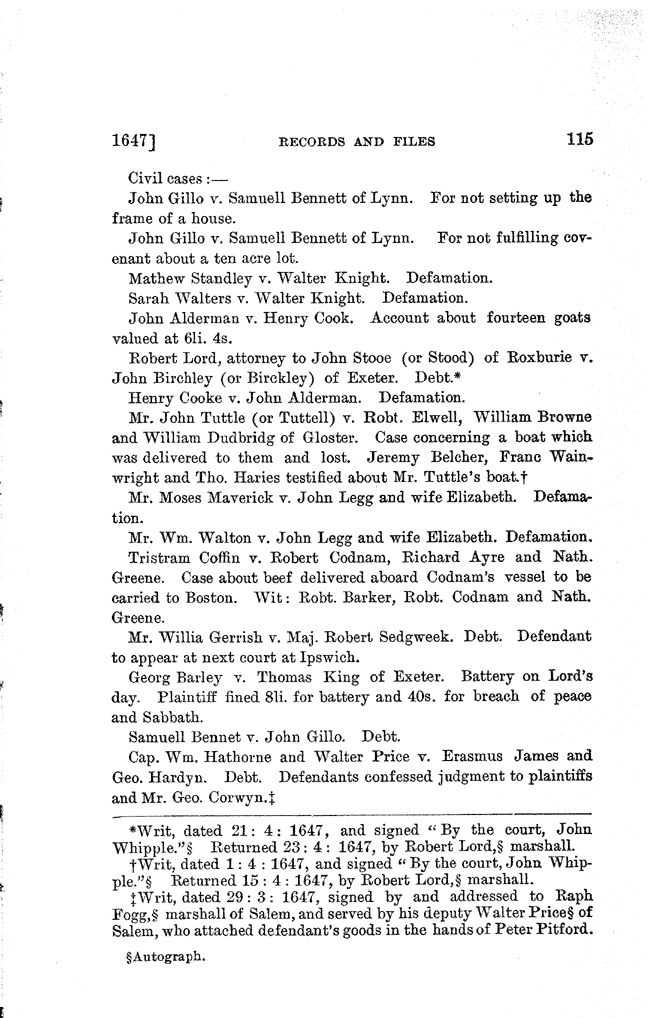 1647]   RECORDS AND FILES   115
Civil cases :—
John Gillo v. Samuell Bennett of Lynn. For not setting up the
frame of a house.
John Gillo v. Samuell Bennett of Lynn. For not fulfilling cov-
enant about a ten acre lot.
Mathew Standley v. Walter Knight. Defamation.
Sarah Walters v. Walter Knight. Defamation.
John Alderman v. Henry Cook. Account about fourteen goats
valued at 6li. 4s.
Robert Lord, attorney to John Stooe (or Stood) of Roxburie v.
John Birchley (or Birckley) of Exeter. Debt.*
Henry Cooke v. John Alderman. Defamation.
Mr. John Tuttle (or Tuttell) v. Robt. Elwell, William Browne
and William Dudbridg of Gloster. Case concerning a boat which
was delivered to them and lost. Jeremy Belcher, Franc Wain-
wright and Tho. Haries testified about Mr. Tuttle's boat.†
Mr. Moses Maverick v. John Legg and wife Elizabeth. Defama-
tion.
Mr. Wm. Walton v. John Legg and wife Elizabeth. Defamation.
Tristram Coffin v. Robert Codnam, Richard Ayre and Nath.
Greene. Case about beef delivered aboard Codnam's vessel to be
carried to Boston. Wit: Robt. Barker, Robt. Codnam and Nath.
Greene.
Mr. Willia Gerrish v. Maj. Robert Sedgweek. Debt. Defendant
to appear at next court at Ipswich.
Georg Barley v. Thomas King of Exeter. Battery on Lord's
day. Plaintiff fined 8li. for battery and 40s. for breach of peace
and Sabbath.
Samuell Bennet v. John Gillo. Debt.
Cap. Wm. Hathorne and Walter Price v. Erasmus James and
Geo. Hardyn. Debt. Defendants confessed judgment to plaintiffs
and Mr. Geo. Corwyn.‡
*Writ, dated 21: 4: 1647, and signed "By the court, John
Whipple."§ Returned 23: 4: 1647, by Robert Lord,§ marshall.
†Writ, dated 1: 4 : 1647, and signed "By the court, John Whip-
ple."§ Returned 15 : 4: 1647, by Robert Lord,§ marshall.
‡Writ, dated 29: 3: 1647, signed by and addressed to Raph
Fogg,§ marshall of Salem, and served by his deputy Walter Price§ of
Salem, who attached defendant's goods in the hands of Peter Pitford.
§Autograph.